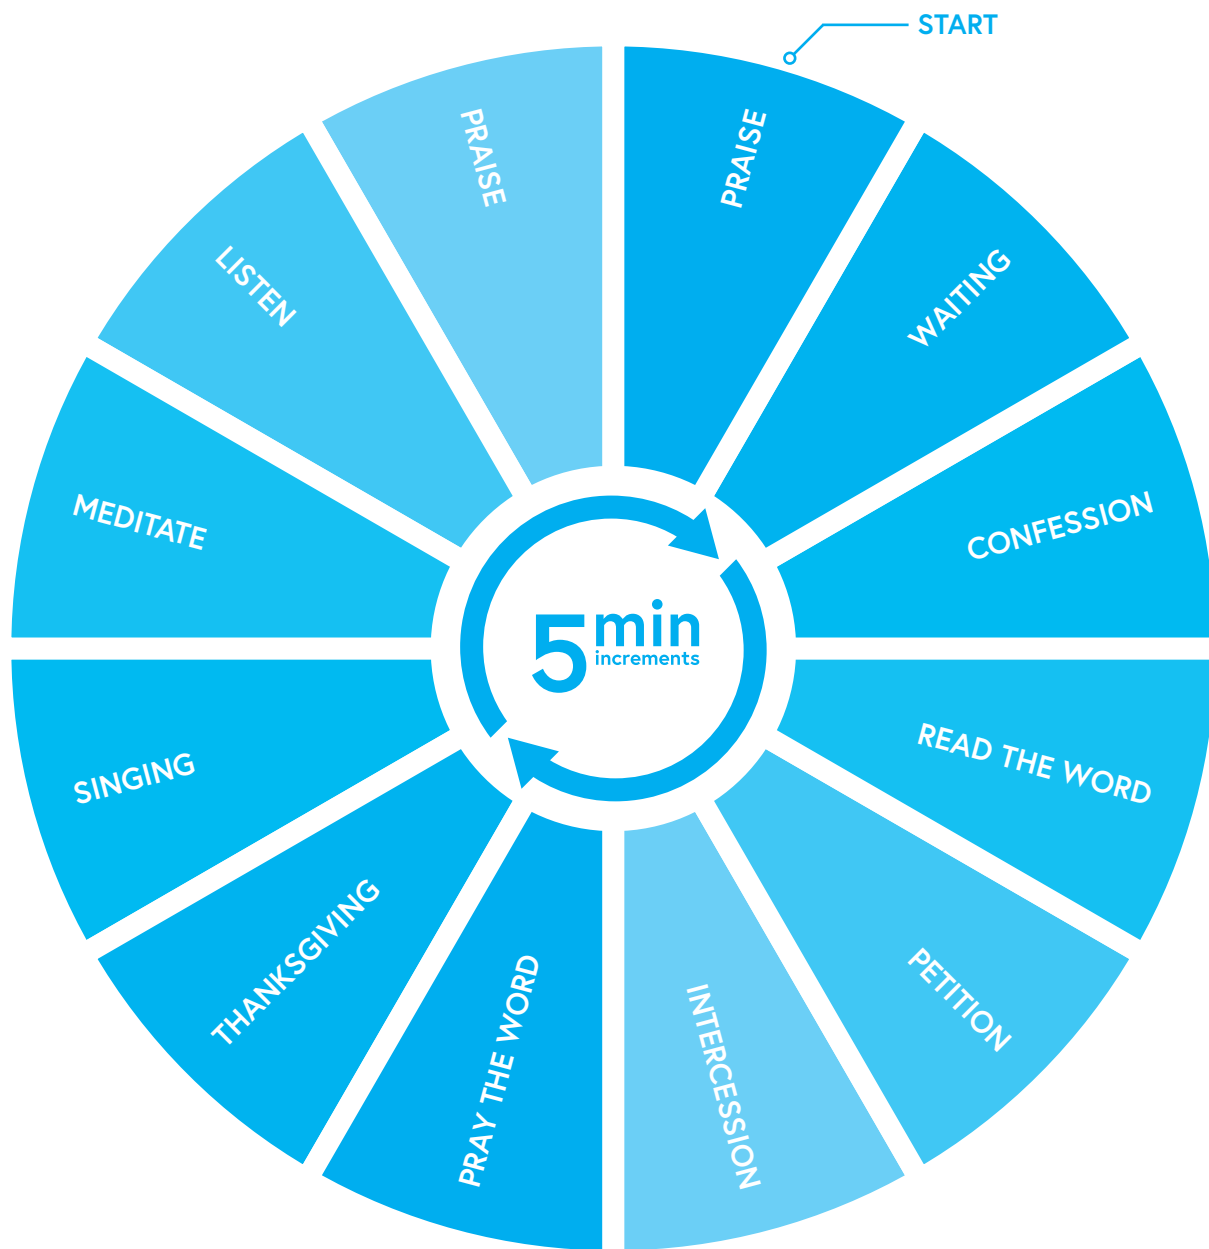 START
PRAISE
WAITING
CONFESSION
READ THE WORD
PETITION
INTERCESSION
PRAY THE WORD
THANKSGIVING
SINGING
MEDITATE
LISTEN
PRAISE
5 min
increments